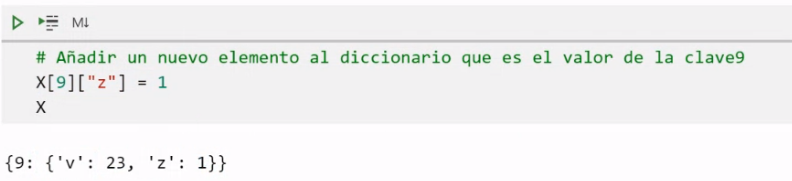 M↓
# Añadir un nuevo elemento al diccionario que es el valor de la clave9
X[9]["z"] = 1
X
{9: {'v': 23, 'z': 1}}